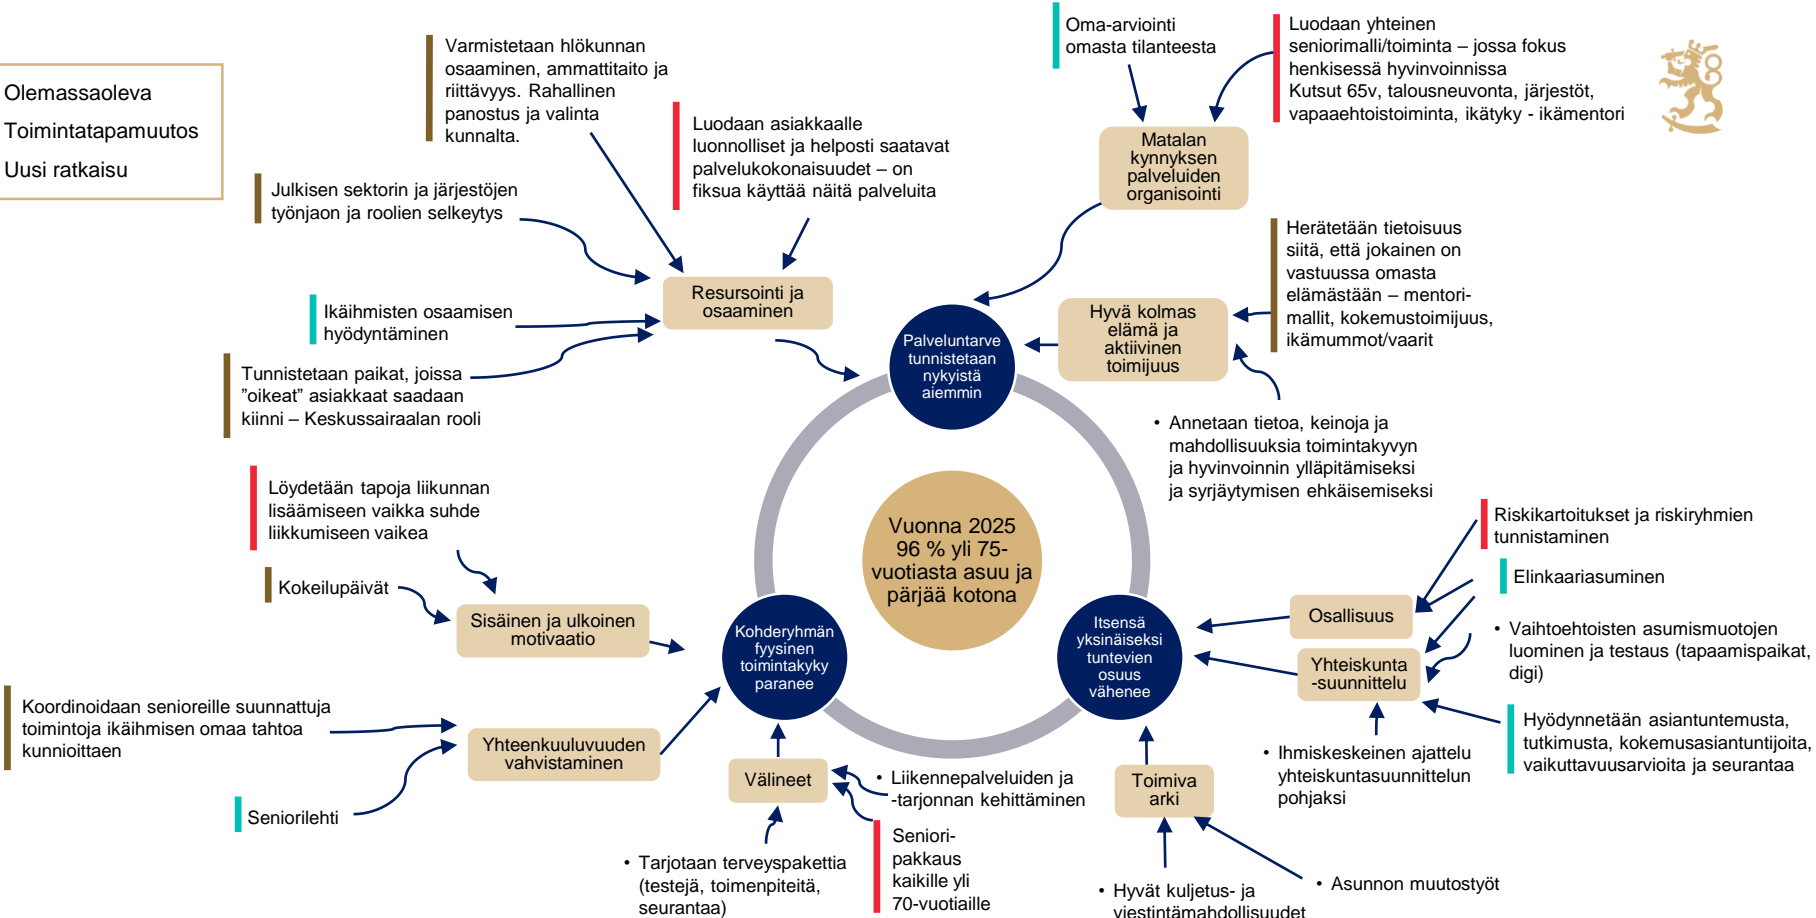 Olemassaoleva
Toimintatapamuutos
Uusi ratkaisu
Varmistetaan hlökunnan
osaaminen, ammattitaito ja
riittävyys. Rahallinen
panostus ja valinta
kunnalta.
Luodaan asiakkaalle
luonnolliset ja helposti saatavat
palvelukokonaisuudet – on
fiksua käyttää näitä palveluita
Julkisen sektorin ja järjestöjen
työnjaon ja roolien selkeytys
Ikäihmisten osaamisen
hyödyntäminen
Tunnistetaan paikat, joissa
”oikeat” asiakkaat saadaan
kiinni – Keskussairaalan rooli
Resursointi ja
osaaminen
Oma-arviointi
omasta tilanteesta
Luodaan yhteinen
seniorimalli/toiminta – jossa fokus
henkisessä hyvinvoinnissa
Kutsut 65v, talousneuvonta, järjestöt,
vapaaehtoistoiminta, ikätyky - ikämentori
Matalan
kynnyksen
palveluiden
organisointi
Herätetään tietoisuus
siitä, että jokainen on
vastuussa omasta
elämästään – mentori-
mallit, kokemustoimijuus,
ikämummot/vaarit
Hyvä kolmas
elämä ja
aktiivinen
toimijuus
• Annetaan tietoa, keinoja ja
mahdollisuuksia toimintakyvyn
ja hyvinvoinnin ylläpitämiseksi
ja syrjäytymisen ehkäisemiseksi
Palveluntarve
tunnistetaan
nykyistä
aiemmin
Vuonna 2025
96 % yli 75-
vuotiasta asuu ja
pärjää kotona
Löydetään tapoja liikunnan
lisäämiseen vaikka suhde
liikkumiseen vaikea
Kokeilupäivät
Sisäinen ja ulkoinen
motivaatio
Kohderyhmän
fyysinen
toimintakyky
paranee
Itsensä
yksinäiseksi
tuntevien
osuus
vähenee
Riskikartoitukset ja riskiryhmien
tunnistaminen
Elinkaariasuminen
Osallisuus
• Vaihtoehtoisten asumismuotojen
luominen ja testaus (tapaamispaikat,
digi)
Yhteiskunta
-suunnittelu
Hyödynnetään asiantuntemusta,
tutkimusta, kokemusasiantuntijoita,
vaikuttavuusarvioita ja seurantaa
• Ihmiskeskeinen ajattelu
yhteiskuntasuunnittelun
pohjaksi
Koordinoidaan senioreille suunnattuja
toimintoja ikäihmisen omaa tahtoa
kunnioittaen
Yhteenkuuluvuuden
vahvistaminen
Seniorilehti
Välineet
• Liikennepalveluiden ja
-tarjonnan kehittäminen
Seniori-
pakkaus
kaikille yli
70-vuotiaille
• Tarjotaan terveyspakettia
(testejä, toimenpiteitä,
seurantaa)
Toimiva
arki
• Hyvät kuljetus- ja
viestintämahdollisuudet
• Asunnon muutostyöt